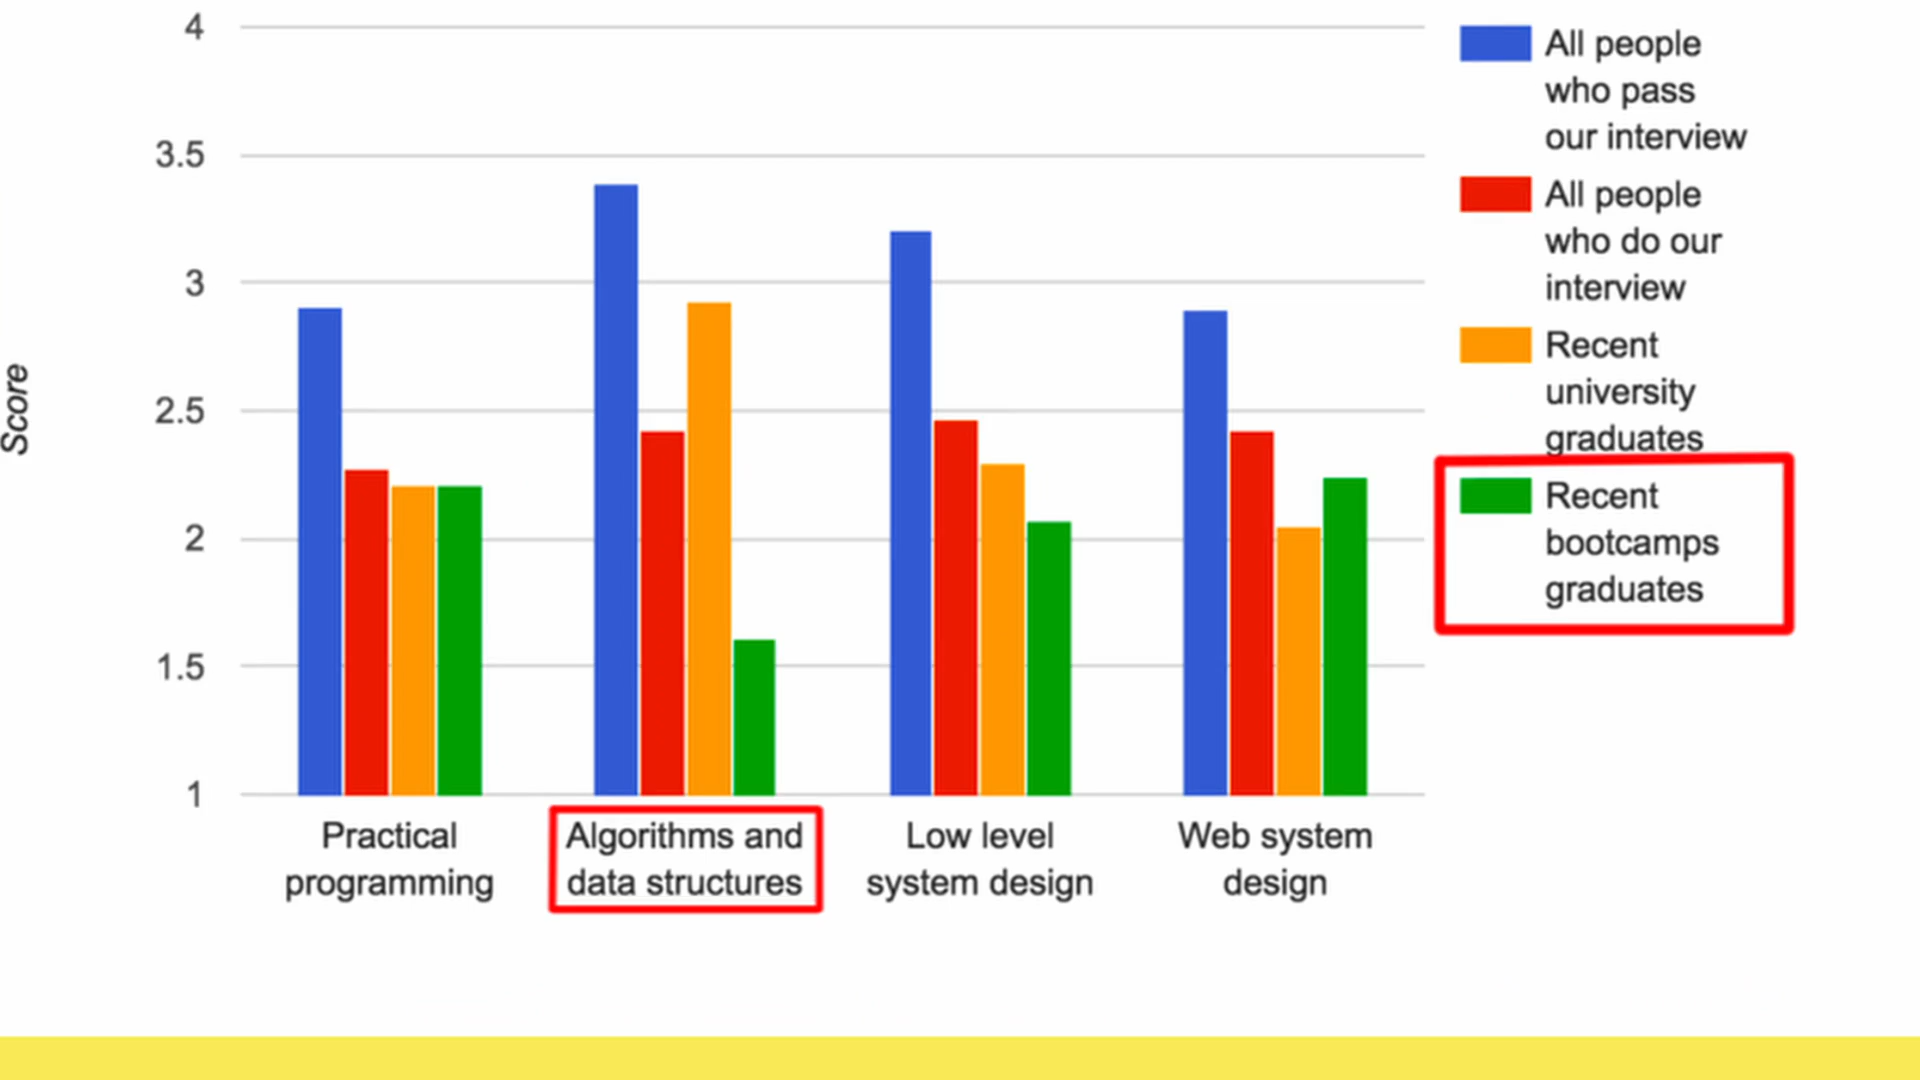 4
3.5
3
2.5
2
1.5
1
Score
Practical
programming
Algorithms and
data structures
Low level
system design
Web system
design
All people
who pass
our interview
All people
who do our
interview
Recent
university
graduates
Recent
bootcamps
graduates